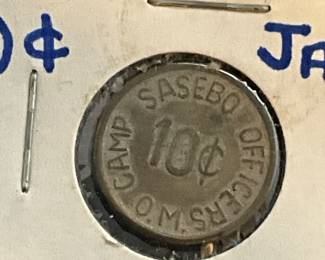 0¢ JA
CAMP SASEBO OFFICERS.W.O.
10¢